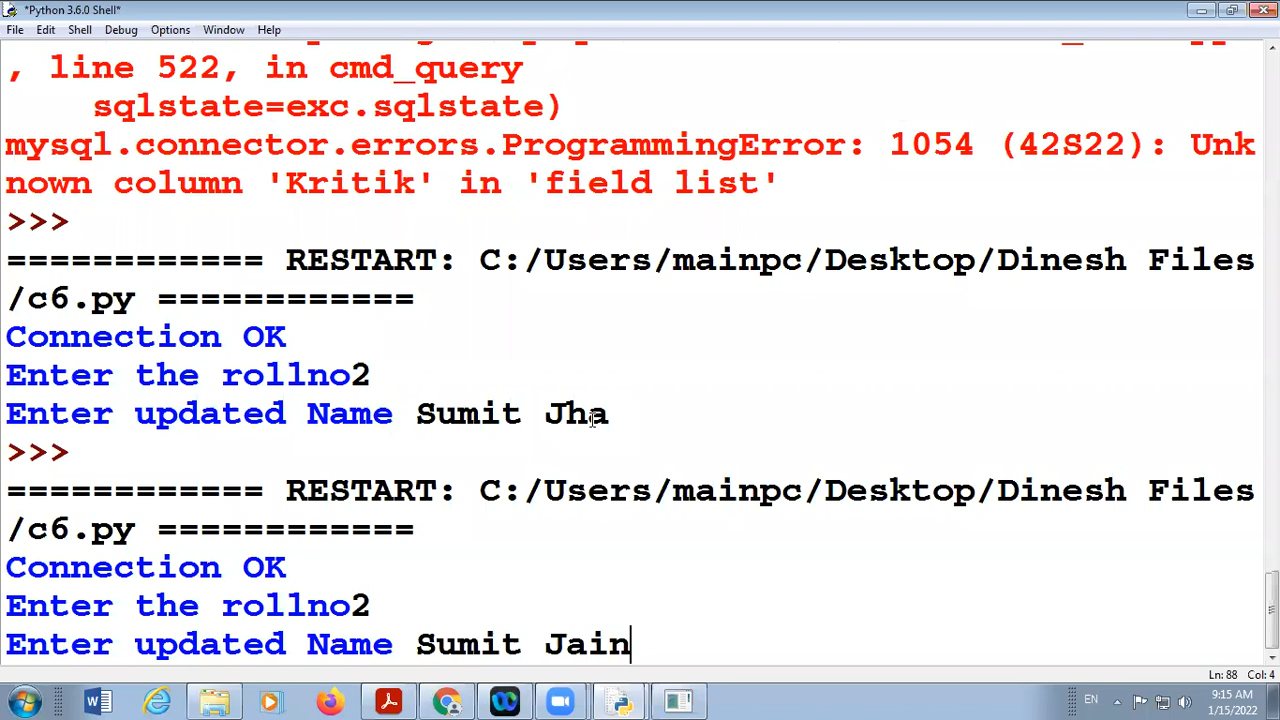 *Python 3.6.0 Shell*
File Edit Shell Debug Options Window Help
, line 522, in cmd_query
    sqlstate=exc.sqlstate)
mysql.connector.errors.ProgrammingError: 1054 (42S22): Unk
nown column 'Kritik' in 'field list'
>>>
============ RESTART: C:/Users/mainpc/Desktop/Dinesh Files
/c6.py ============
Connection OK
Enter the rollno2
Enter updated Name Sumit Jha
>>>
============ RESTART: C:/Users/mainpc/Desktop/Dinesh Files
/c6.py ============
Connection OK
Enter the rollno2
Enter updated Name Sumit Jain
Ln: 88 Col: 4
EN
9:15 AM
1/15/2022